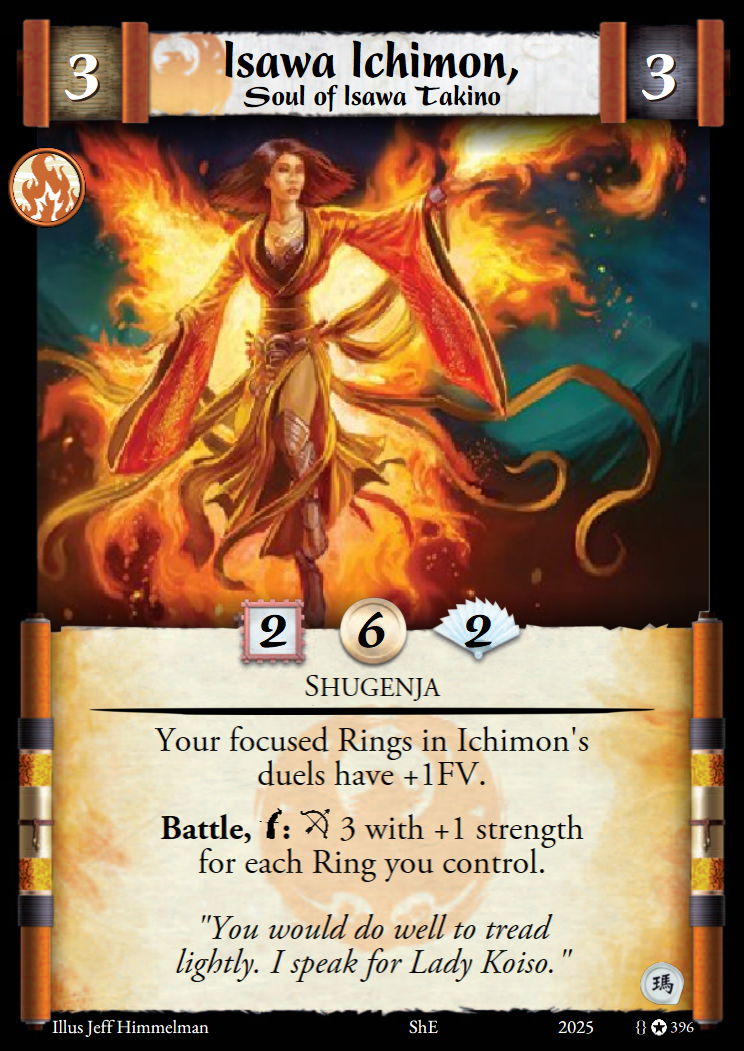 3
Isawa Ichimon,
Soul of Isawa Takino
3
2
6
2
SHUGENJA
Your focused Rings in Ichimon's
duels have +1FV.
Battle, : 3 with +1 strength
for each Ring you control.
"You would do well to tread
lightly. I speak for Lady Koiso."
瑪
Illus Jeff Himmelman
ShE
2025
{} 396